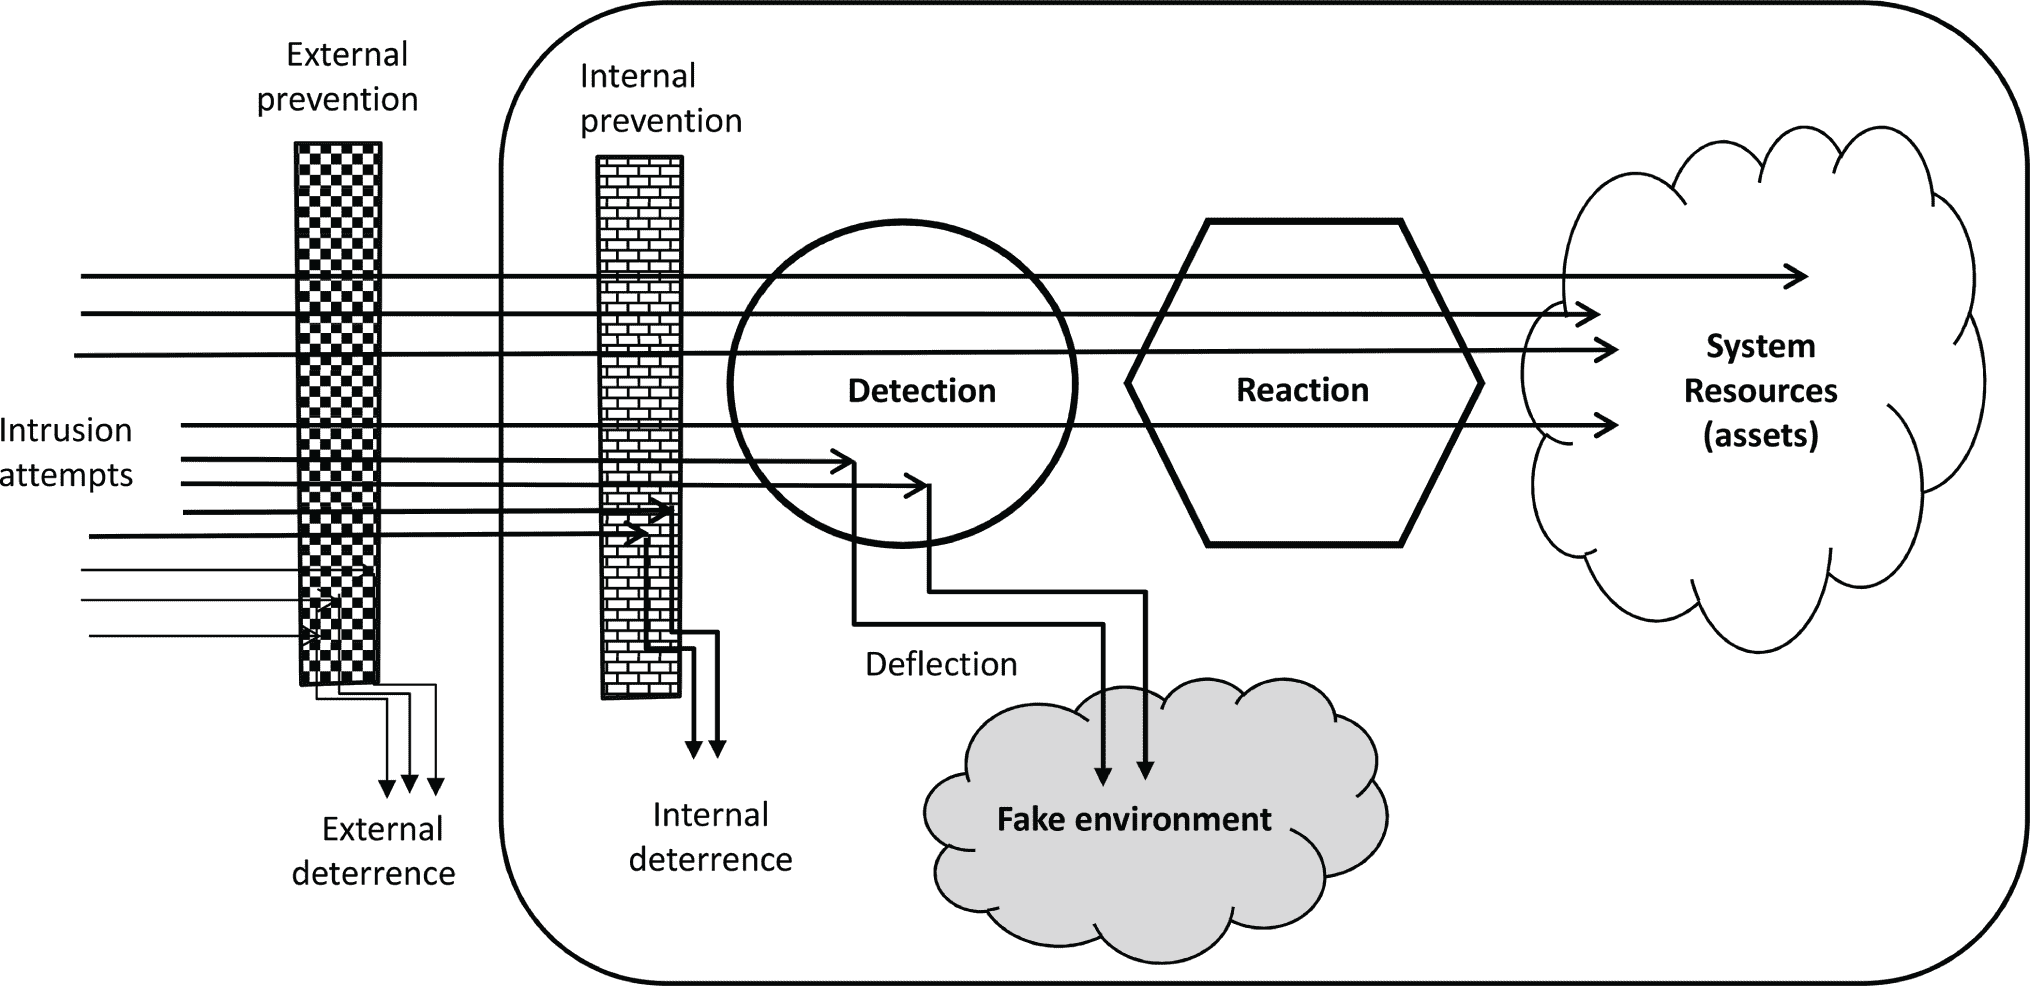 External
prevention
Internal
prevention
Intrusion
attempts
Detection
Reaction
System
Resources
(assets)
Deflection
External
deterrence
Internal
deterrence
Fake environment